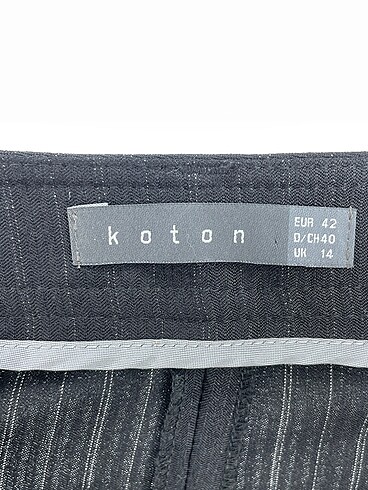 koton
EUR 42
D/CH40
UK 14